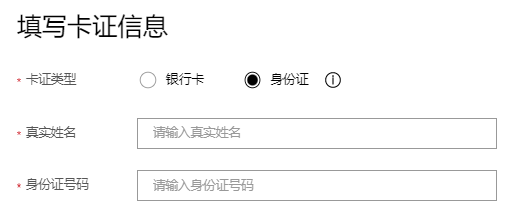 填写卡证信息
* 卡证类型 银行卡 身份证
* 真实姓名 请输入真实姓名
* 身份证号码 请输入身份证号码